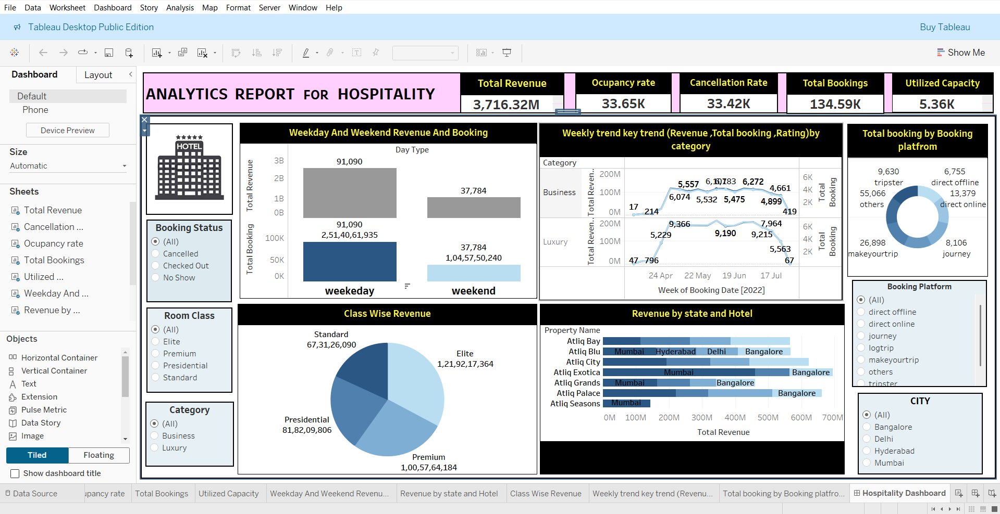 File Data Worksheet Dashboard Story Analysis Map Format Server Window Help
Tableau Desktop Public Edition
Buy Tableau
Show Me
Dashboard
Layout
Default
Phone
Device Preview
Size
Automatic
Sheets
Total Revenue
Cancellation ...
Ocupancy rate
Total Bookings
Utilized ...
Weekday And ...
Revenue by ...
Objects
Horizontal Container
Vertical Container
Text
Extension
Pulse Metric
Data Story
Image
Tiled
Floating
Show dashboard title
ANALYTICS REPORT FOR HOSPITALITY
Total Revenue
3,716.32M
Ocupancy rate
33.65K
Cancellation Rate
33.42K
Total Bookings
134.59K
Utilized Capacity
5.36K
HOTEL
Booking Status
(All)
Cancelled
Checked Out
No Show
Room Class
(All)
Elite
Premium
Presidential
Standard
Category
(All)
Business
Luxury
Weekday And Weekend Revenue And Booking
Day Type
Total Revenue
3B
2B
1B
0B
91,090
37,784
Total Booking
100K
50K
0K
91,090
2,51,40,61,935
37,784
1,04,57,50,240
weekeday
weekend
Weekly trend key trend (Revenue ,Total booking ,Rating)by
category
Category
Business
Total Reven..
200M
100M
0M
17
214
6,074
5,557
5,532
5,475
6,272
4,899
4,661
419
6K
4K
2K
Total
Booking
Luxury
Total Reven..
200M
100M
0M
47
796
5,229
9,366
9,190
9,215
7,964
5,563
67
6K
4K
2K
Total
Booking
24 Apr
22 May
19 Jun
17 Jul
Week of Booking Date [2022]
Total booking by Booking
platfrom
9,630
tripster
6,755
direct offline
55,066
others
13,379
direct online
26,898
makeyourtrip
8,106
journey
Booking Platform
(All)
direct offline
direct online
journey
logtrip
makeyourtrip
others
tripster
CITY
(All)
Bangalore
Delhi
Hyderabad
Mumbai
Class Wise Revenue
Standard
67,31,26,090
Elite
1,21,92,17,364
Presidential
81,82,09,806
Premium
1,00,57,64,184
Revenue by state and Hotel
Property Name
Atliq Bay
Atliq Blu Mumbai Hyderabad Delhi Bangalore
Atliq City
Atliq Exotica Mumbai Bangalore
Atliq Grands Mumbai Bangalore
Atliq Palace Bangalore
Atliq Seasons Mumbai
0M 100M 200M 300M 400M 500M 600M 700M
Total Revenue
Data Source
upancy rate
Total Bookings
Utilized Capacity
Weekday And Weekend Revenu...
Revenue by state and Hotel
Class Wise Revenue
Weekly trend key trend (Revenu...
Total booking by Booking platfro...
Hospitality Dashboard